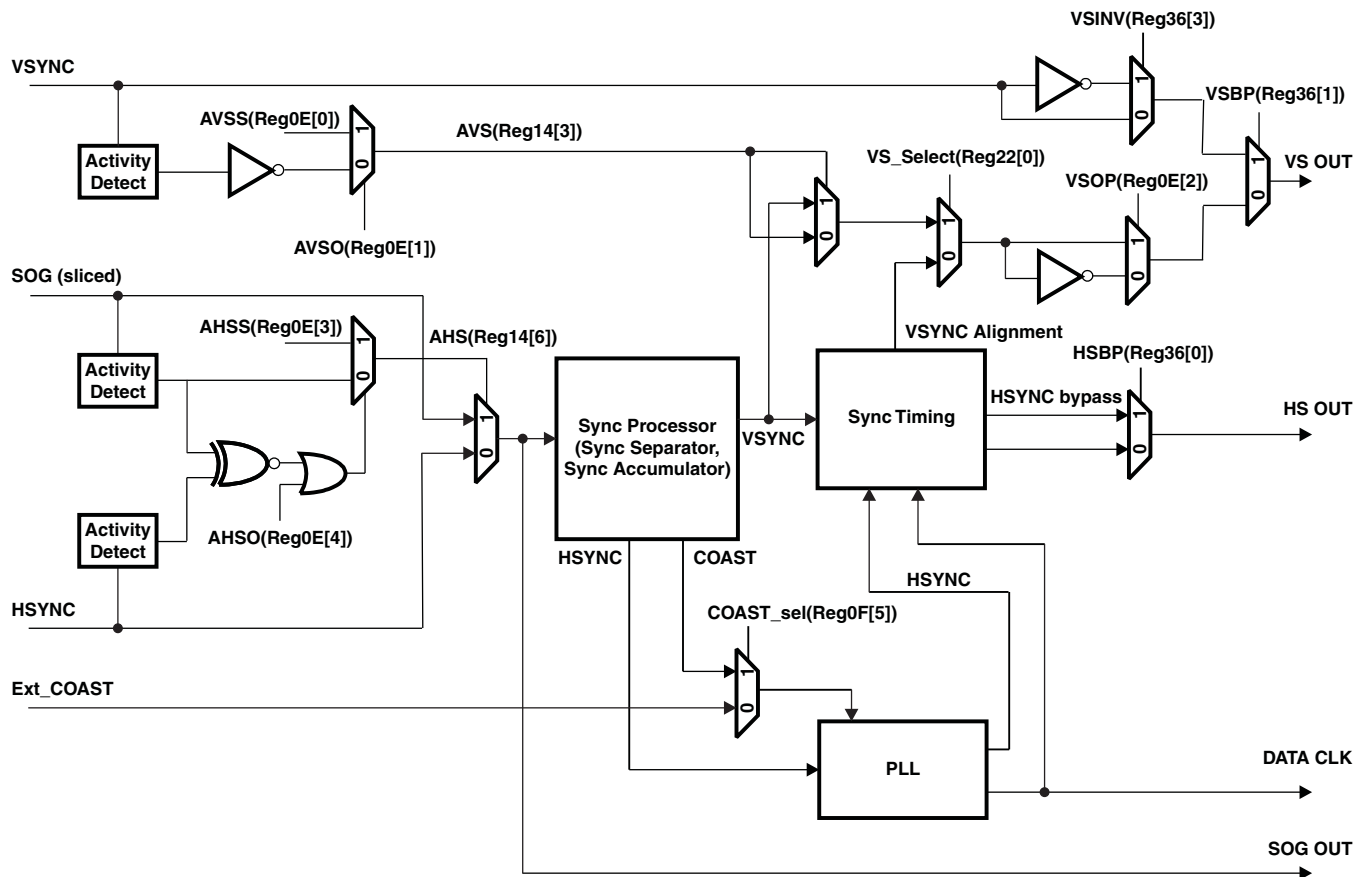 VSINV(Reg36[3])
VSYNC
1
0
VSBP(Reg36[1])
AVSS(Reg0E[0])
AVS(Reg14[3])
1
0
Activity
Detect
VS_Select(Reg22[0])
1
0
VS OUT
VSOP(Reg0E[2])
1
0
1
0
1
0
AVSO(Reg0E[1])
SOG (sliced)
AHSS(Reg0E[3])
1
0
AHS(Reg14[6])
VSYNC Alignment
HSBP(Reg36[0])
Activity
Detect
1
0
Sync Processor
(Sync Separator,
Sync Accumulator)
VSYNC
Sync Timing
HSYNC bypass
1
0
HS OUT
Activity
Detect
AHSO(Reg0E[4])
HSYNC
COAST
HSYNC
HSYNC
COAST_sel(Reg0F[5])
1
0
Ext_COAST
PLL
DATA CLK
SOG OUT